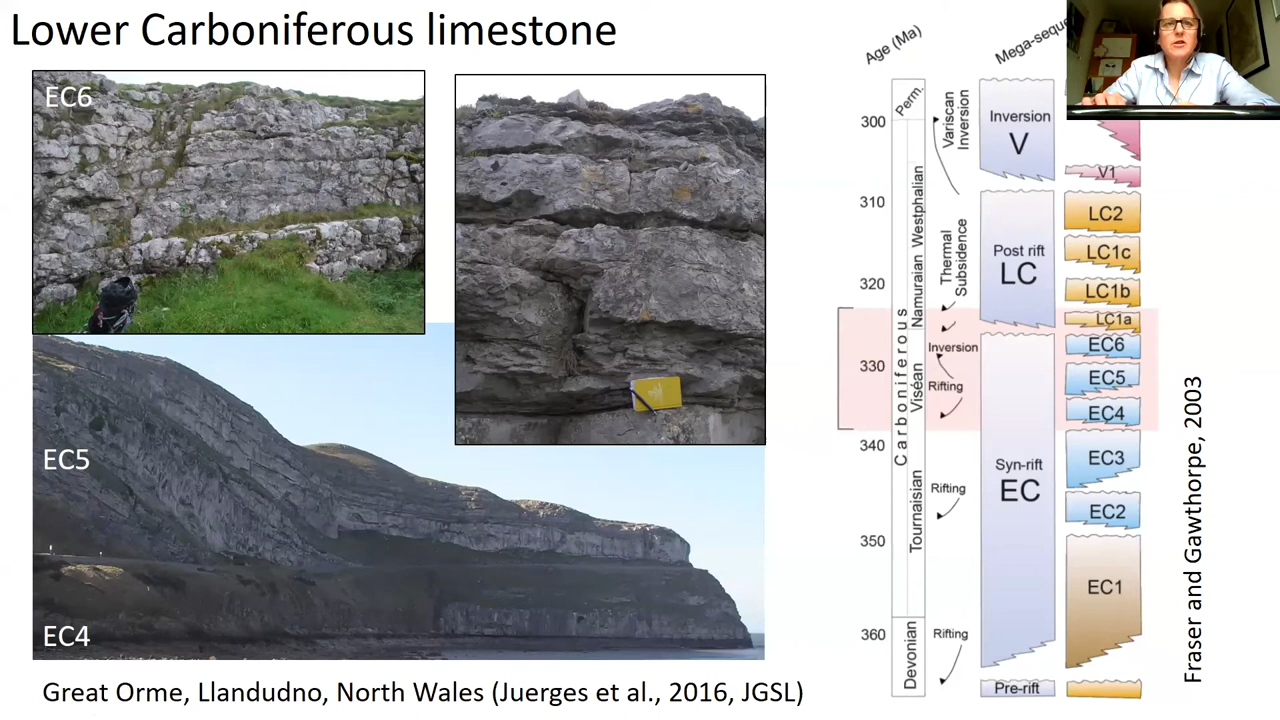 Lower Carboniferous limestone
EC6
EC5
EC4
Great Orme, Llandudno, North Wales (Juerges et al., 2016, JGSL)
Age (Ma)
300
310
320
330
340
350
360
Perm.
Westphalian
Namuraian
Viséan
Tournaisian
Devonian
Carboniferous
Variscan
Inversion
Thermal
Subsidence
Inversion
Rifting
Rifting
Rifting
Mega-sequ
Inversion
V
Post rift
LC
Syn-rift
EC
Pre-rift
V1
LC2
LC1c
LC1b
LC1a
EC6
EC5
EC4
EC3
EC2
EC1
Fraser and Gawthorpe, 2003